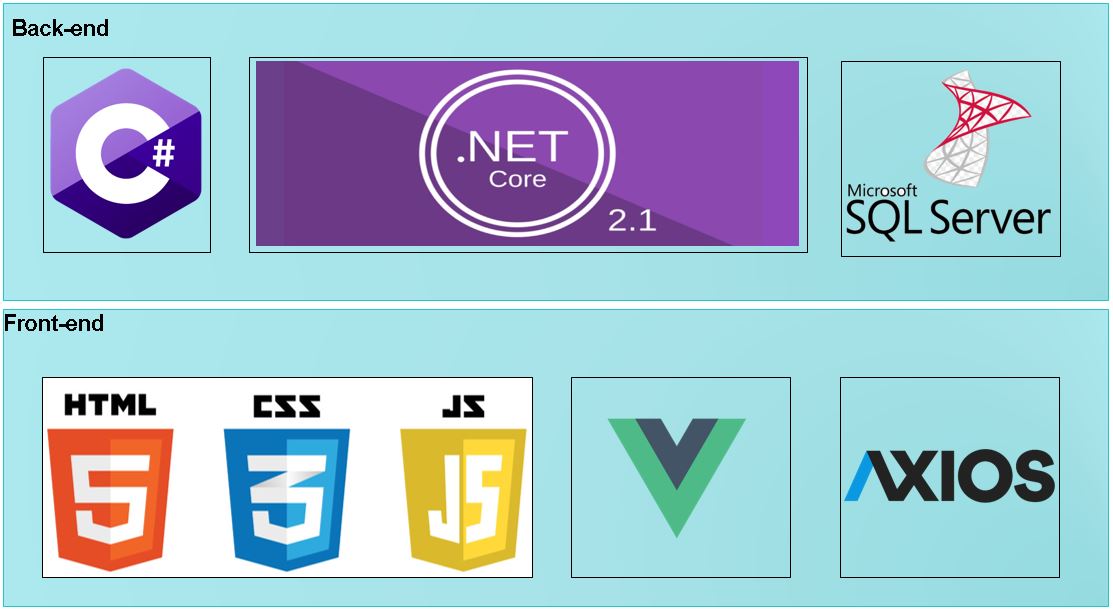 Back-end
C#
.NET
Core
2.1
Microsoft
SQL Server
Front-end
HTML
5
CSS
3
JS
JS
AXIOS